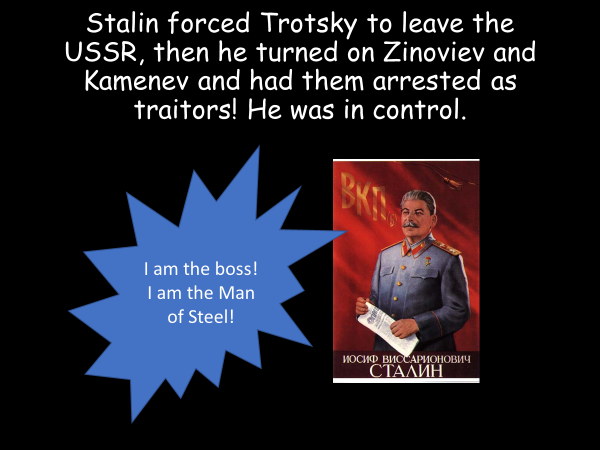 Stalin forced Trotsky to leave the
USSR, then he turned on Zinoviev and
Kamenev and had them arrested as
traitors! He was in control.
I am the boss!
I am the Man
of Steel!
ВКП
ИОСИФ ВИССАРИОНОВИЧ
СТАЛИН